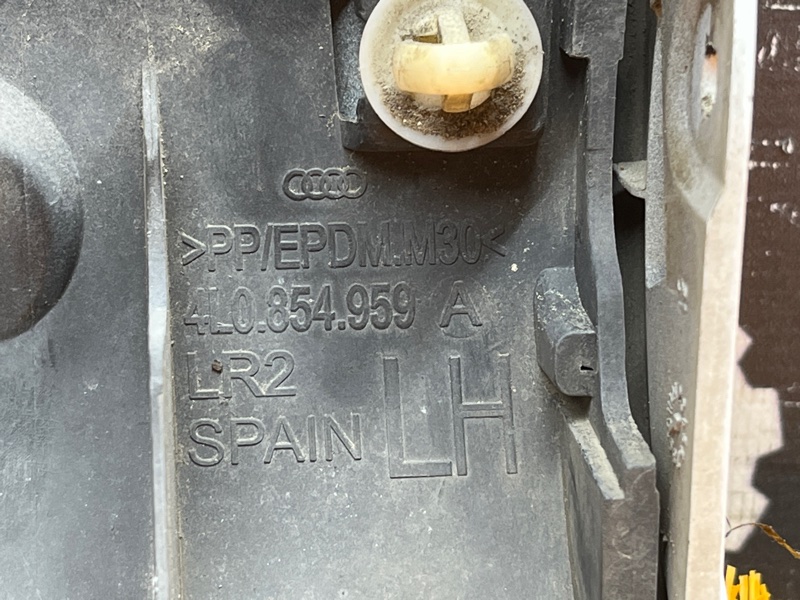 >PP/EPDM.M30<
4L0.854.959 A
LR2
SPAIN LH